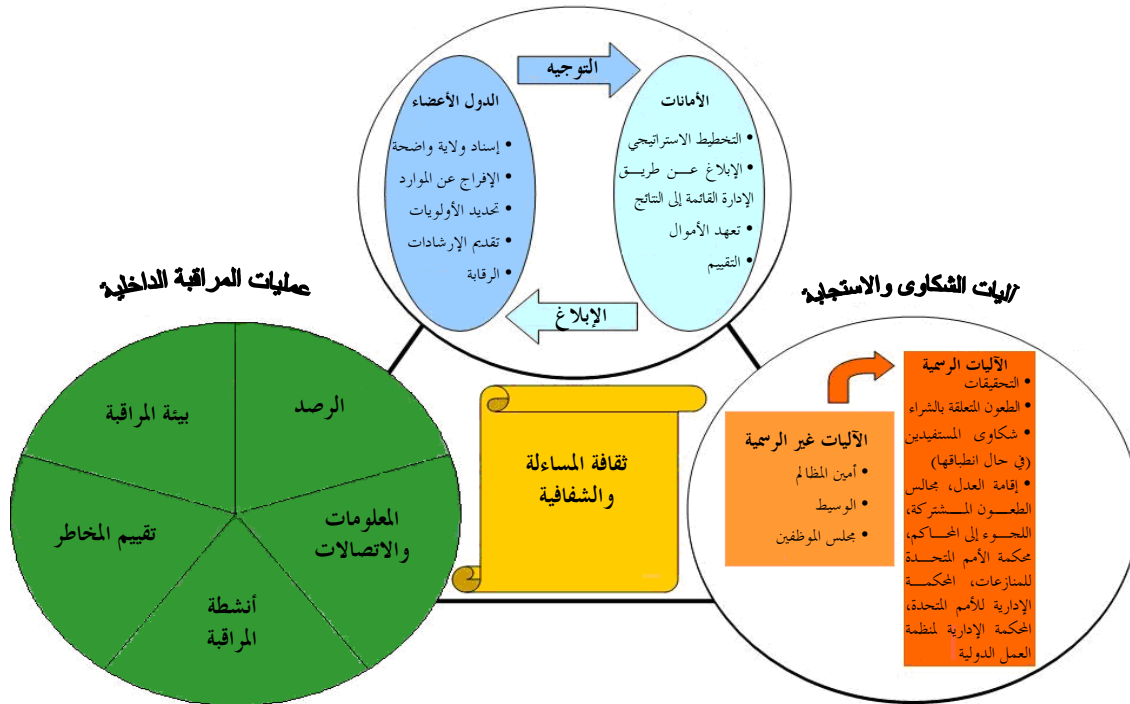 التوجيه
الدول الأعضاء
• إسناد ولاية واضحة
• الإفراج عن الموارد
• تحديد الأولويات
• تقديم الإرشادات
• الرقابة
الأمانات
• التخطيط الاستراتيجي
• الإبلاغ عن طريق
الإدارة القائمة إلى النتائج
• تعهد الأموال
• التقييم
الإبلاغ
آليات الشكاوى والاستجابة
الآليات الرسمية
• التحقيقات
• الطعون المتعلقة بالشراء
• شكاوى المستفيدين
(في حال انطباقها)
• إقامة العدل، مجالس
الطعون المشتركة،
اللجوء إلى المحاكم،
محكمة الأمم المتحدة
للمنازعات، المحكمة
الإدارية للأمم المتحدة،
المحكمة الإدارية لمنظمة
العمل الدولية
الآليات غير الرسمية
• أمين المظالم
• الوسيط
• مجلس الموظفين
ثقافة المساءلة
والشفافية
عمليات المراقبة الداخلية
الرصد
بيئة المراقبة
المعلومات
والاتصالات
تقييم المخاطر
أنشطة
المراقبة